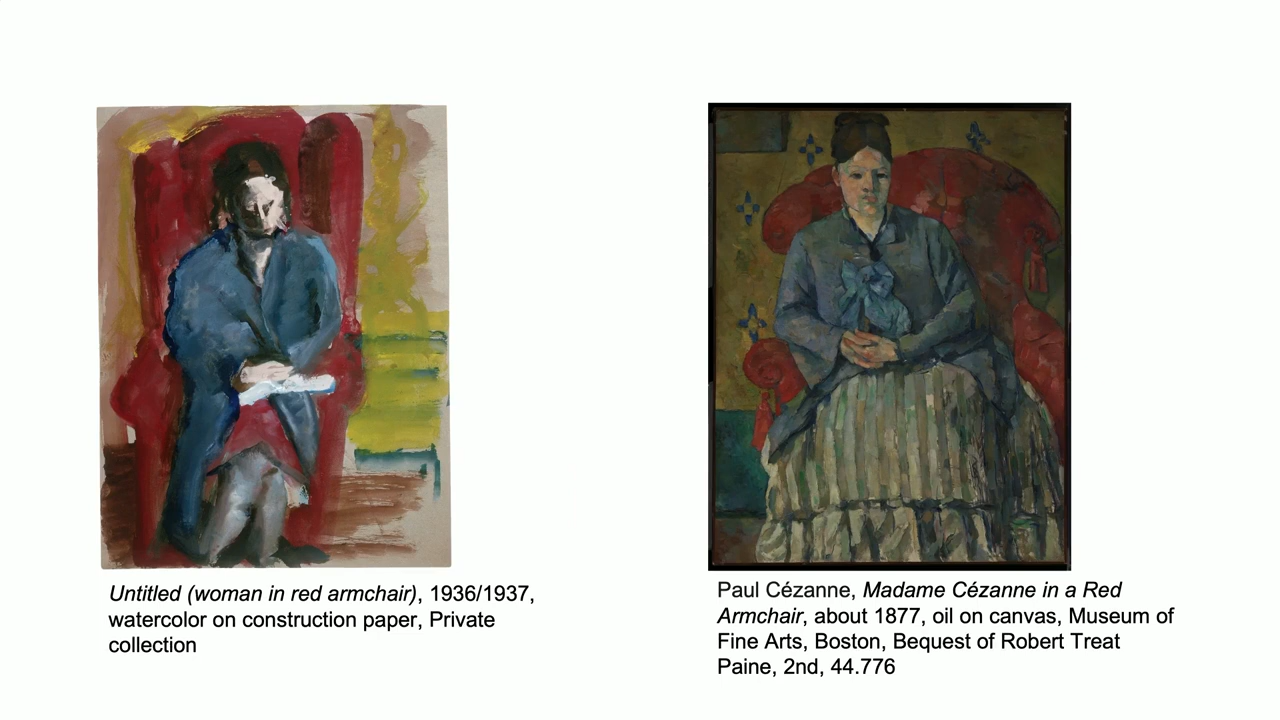 Untitled (woman in red armchair), 1936/1937,
watercolor on construction paper, Private
collection
Paul Cézanne, Madame Cézanne in a Red
Armchair, about 1877, oil on canvas, Museum of
Fine Arts, Boston, Bequest of Robert Treat
Paine, 2nd, 44.776